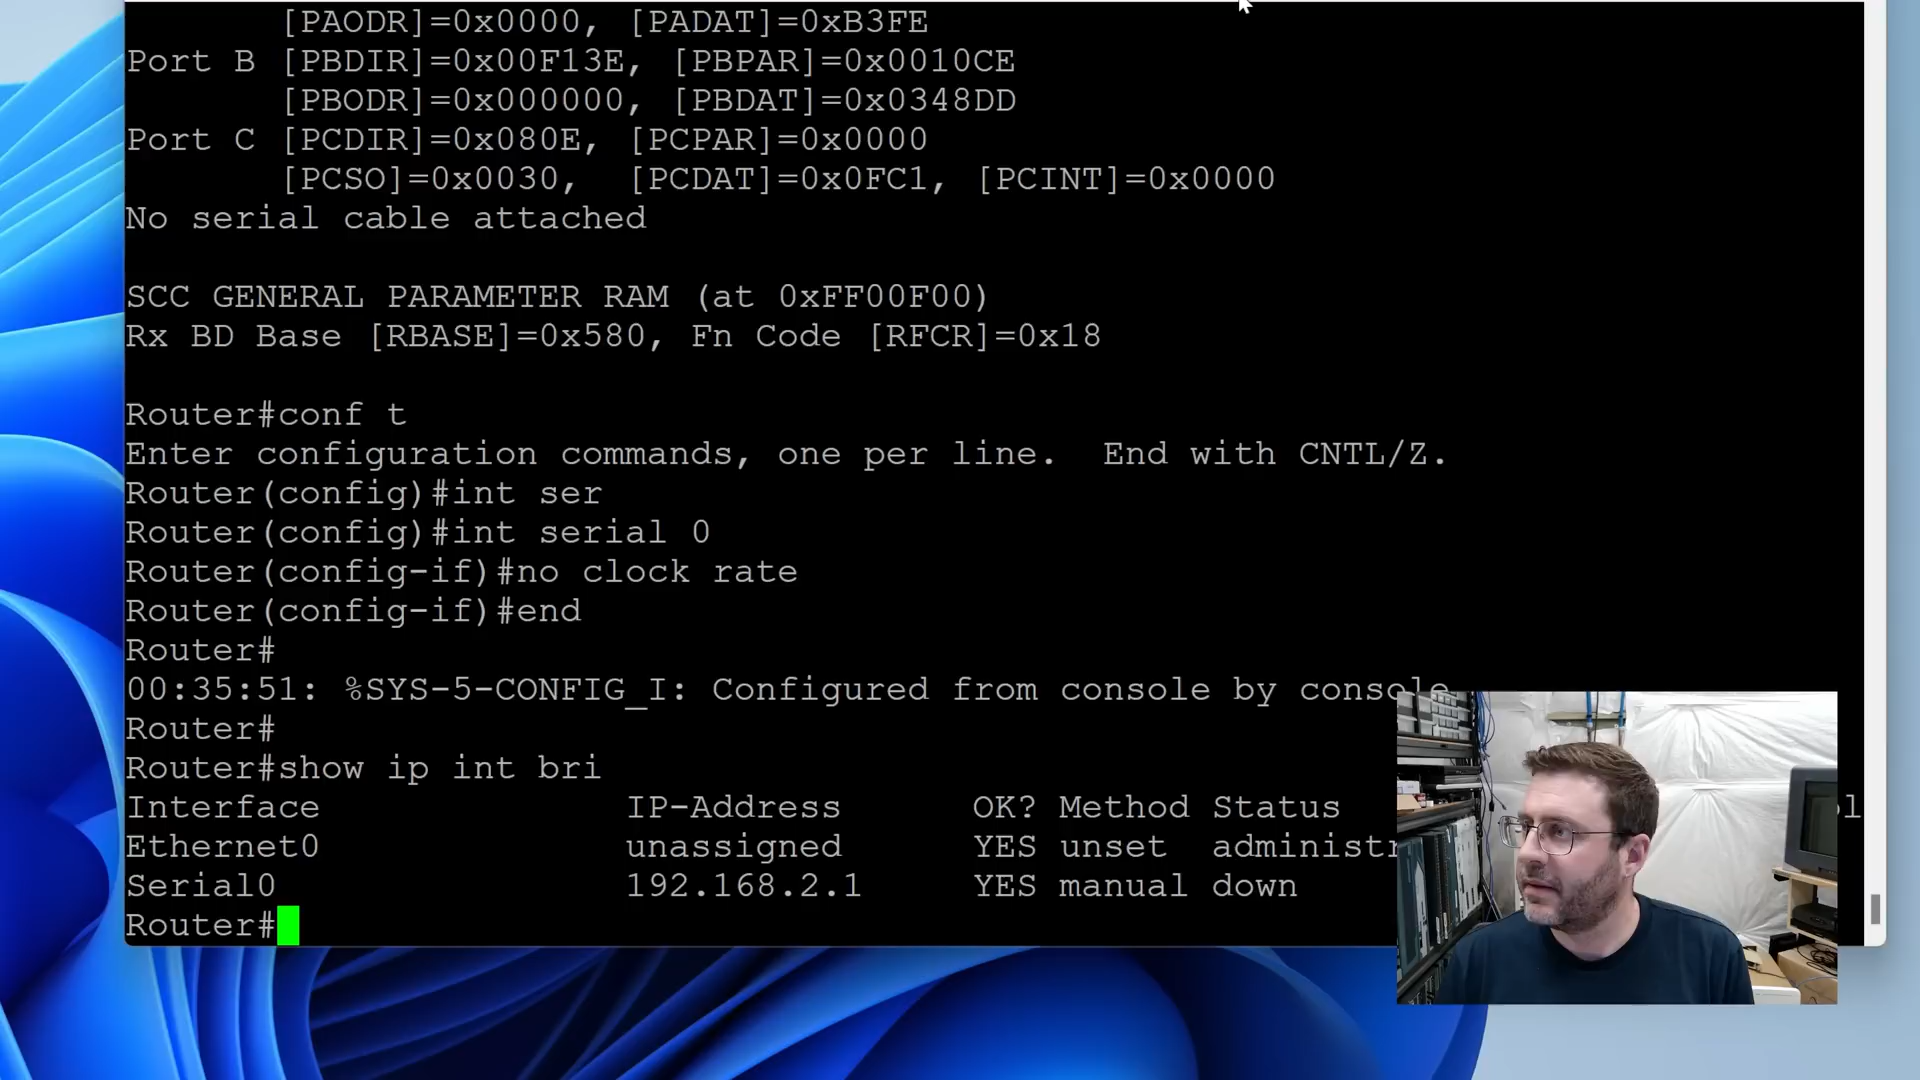 [PAODR]=0x0000, [PADAT]=0xB3FE
Port B [PBDIR]=0x00F13E, [PBPAR]=0x0010CE
[PBODR]=0x000000, [PBDAT]=0x0348DD
Port C [PCDIR]=0x080E, [PCPAR]=0x0000
[PCSO]=0x0030,  [PCDAT]=0x0FC1, [PCINT]=0x0000
No serial cable attached
SCC GENERAL PARAMETER RAM (at 0xFF00F00)
Rx BD Base [RBASE]=0x580, Fn Code [RFCR]=0x18
Router#conf t
Enter configuration commands, one per line.  End with CNTL/Z.
Router(config)#int ser
Router(config)#int serial 0
Router(config-if)#no clock rate
Router(config-if)#end
Router#
00:35:51: %SYS-5-CONFIG_I: Configured from console by console
Router#
Router#show ip int bri
Interface IP-Address OK? Method Status ol
Ethernet0 unassigned YES unset administr
Serial0 192.168.2.1 YES manual down
Router#